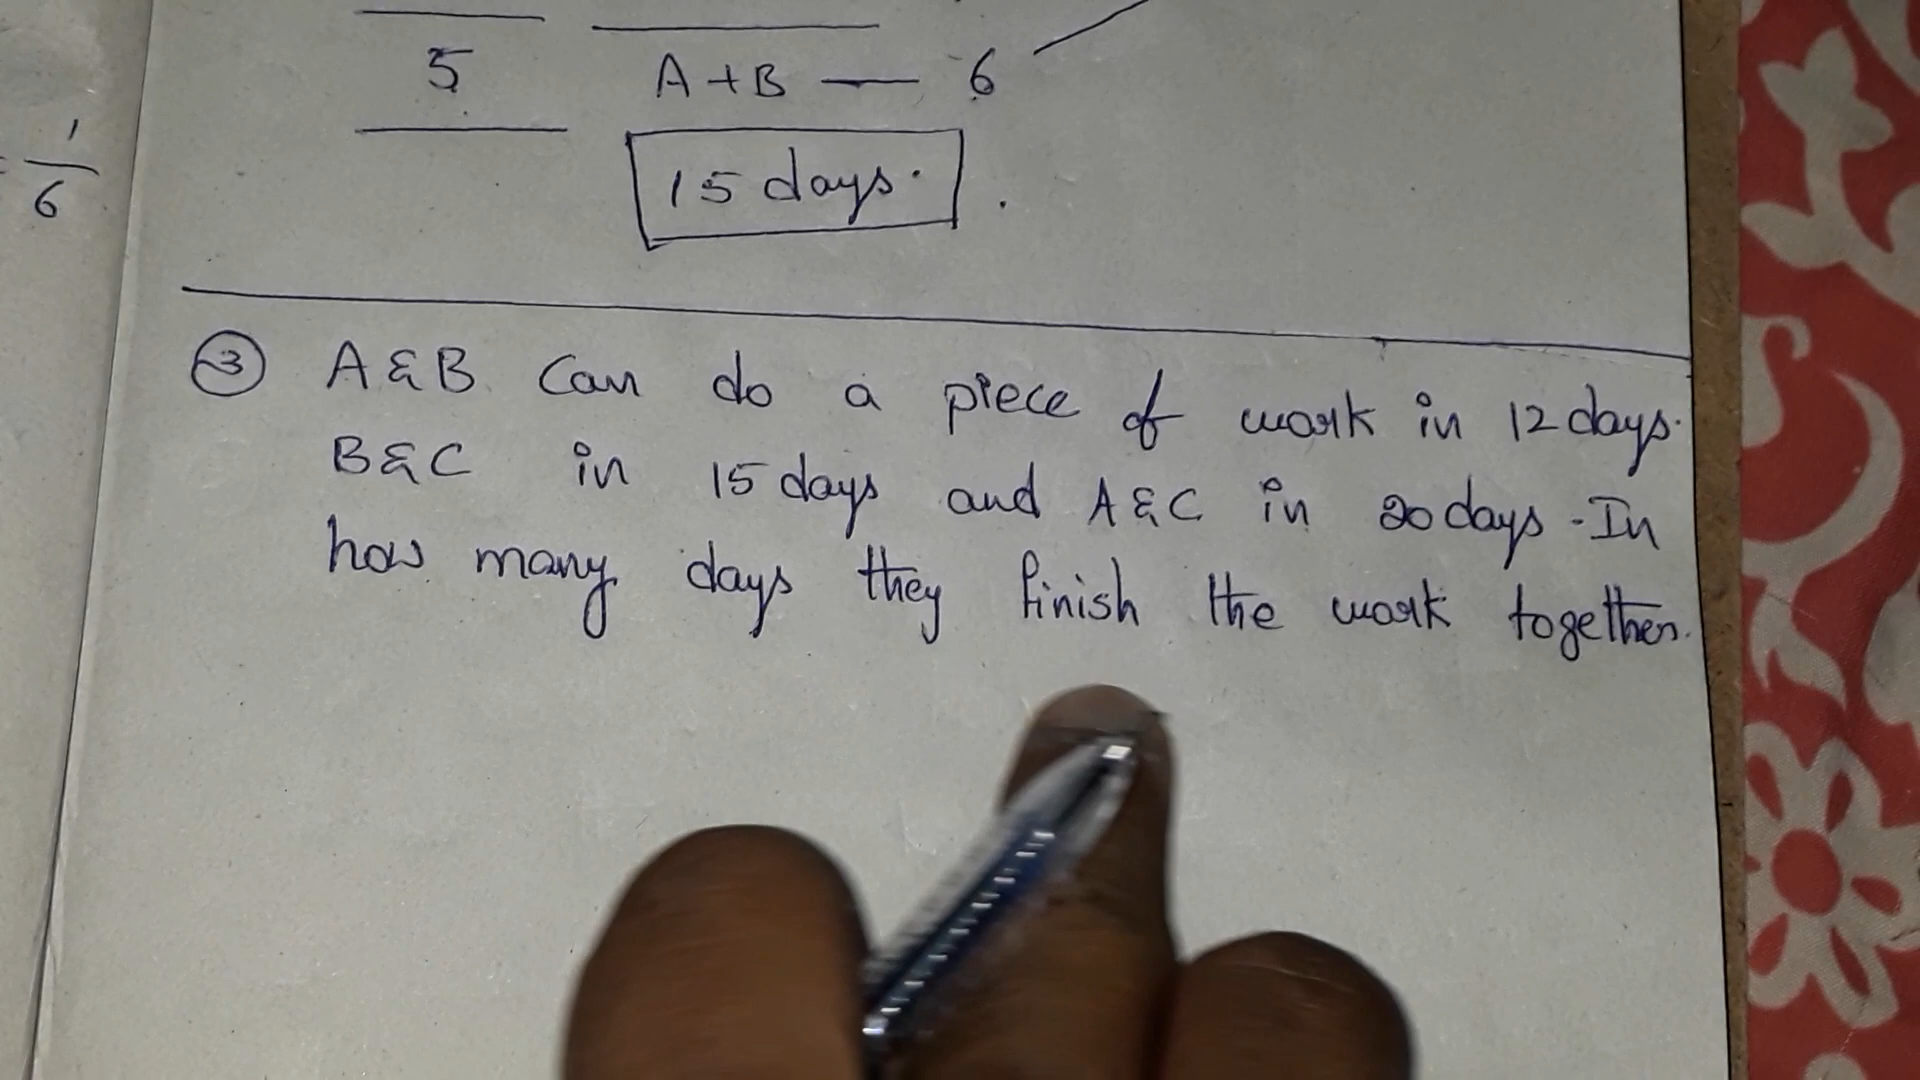 5
A + B — 6
1
6
15 days.
③ A & B Can do a piece of work in 12 days.
B & C in 15 days and A & C in 20 days - In
how many days they finish the work together.